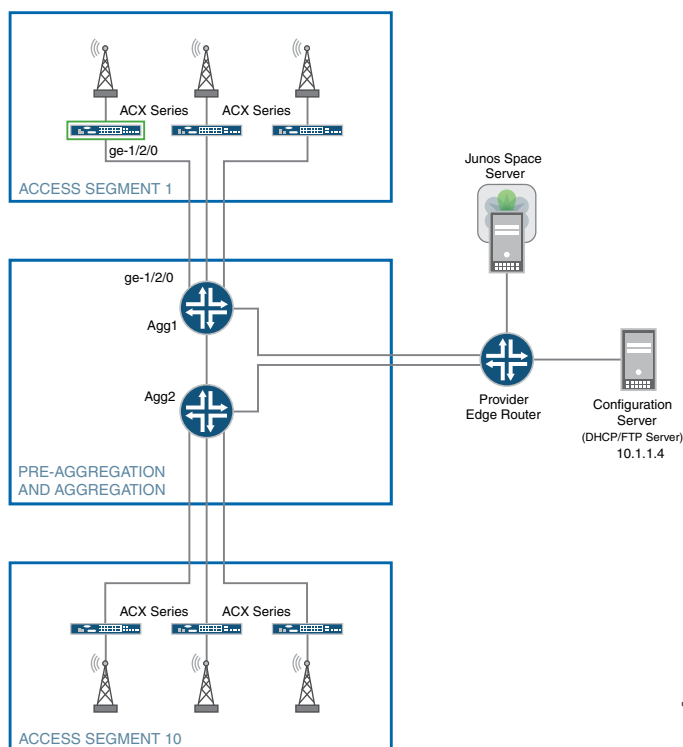 ACX Series
ACX Series
ge-1/2/0
ACCESS SEGMENT 1
Junos Space
Server
ge-1/2/0
Agg1
Agg2
Provider
Edge Router
Configuration
Server
(DHCP/FTP Server)
10.1.1.4
PRE-AGGREGATION
AND AGGREGATION
ACX Series
ACX Series
ACCESS SEGMENT 10